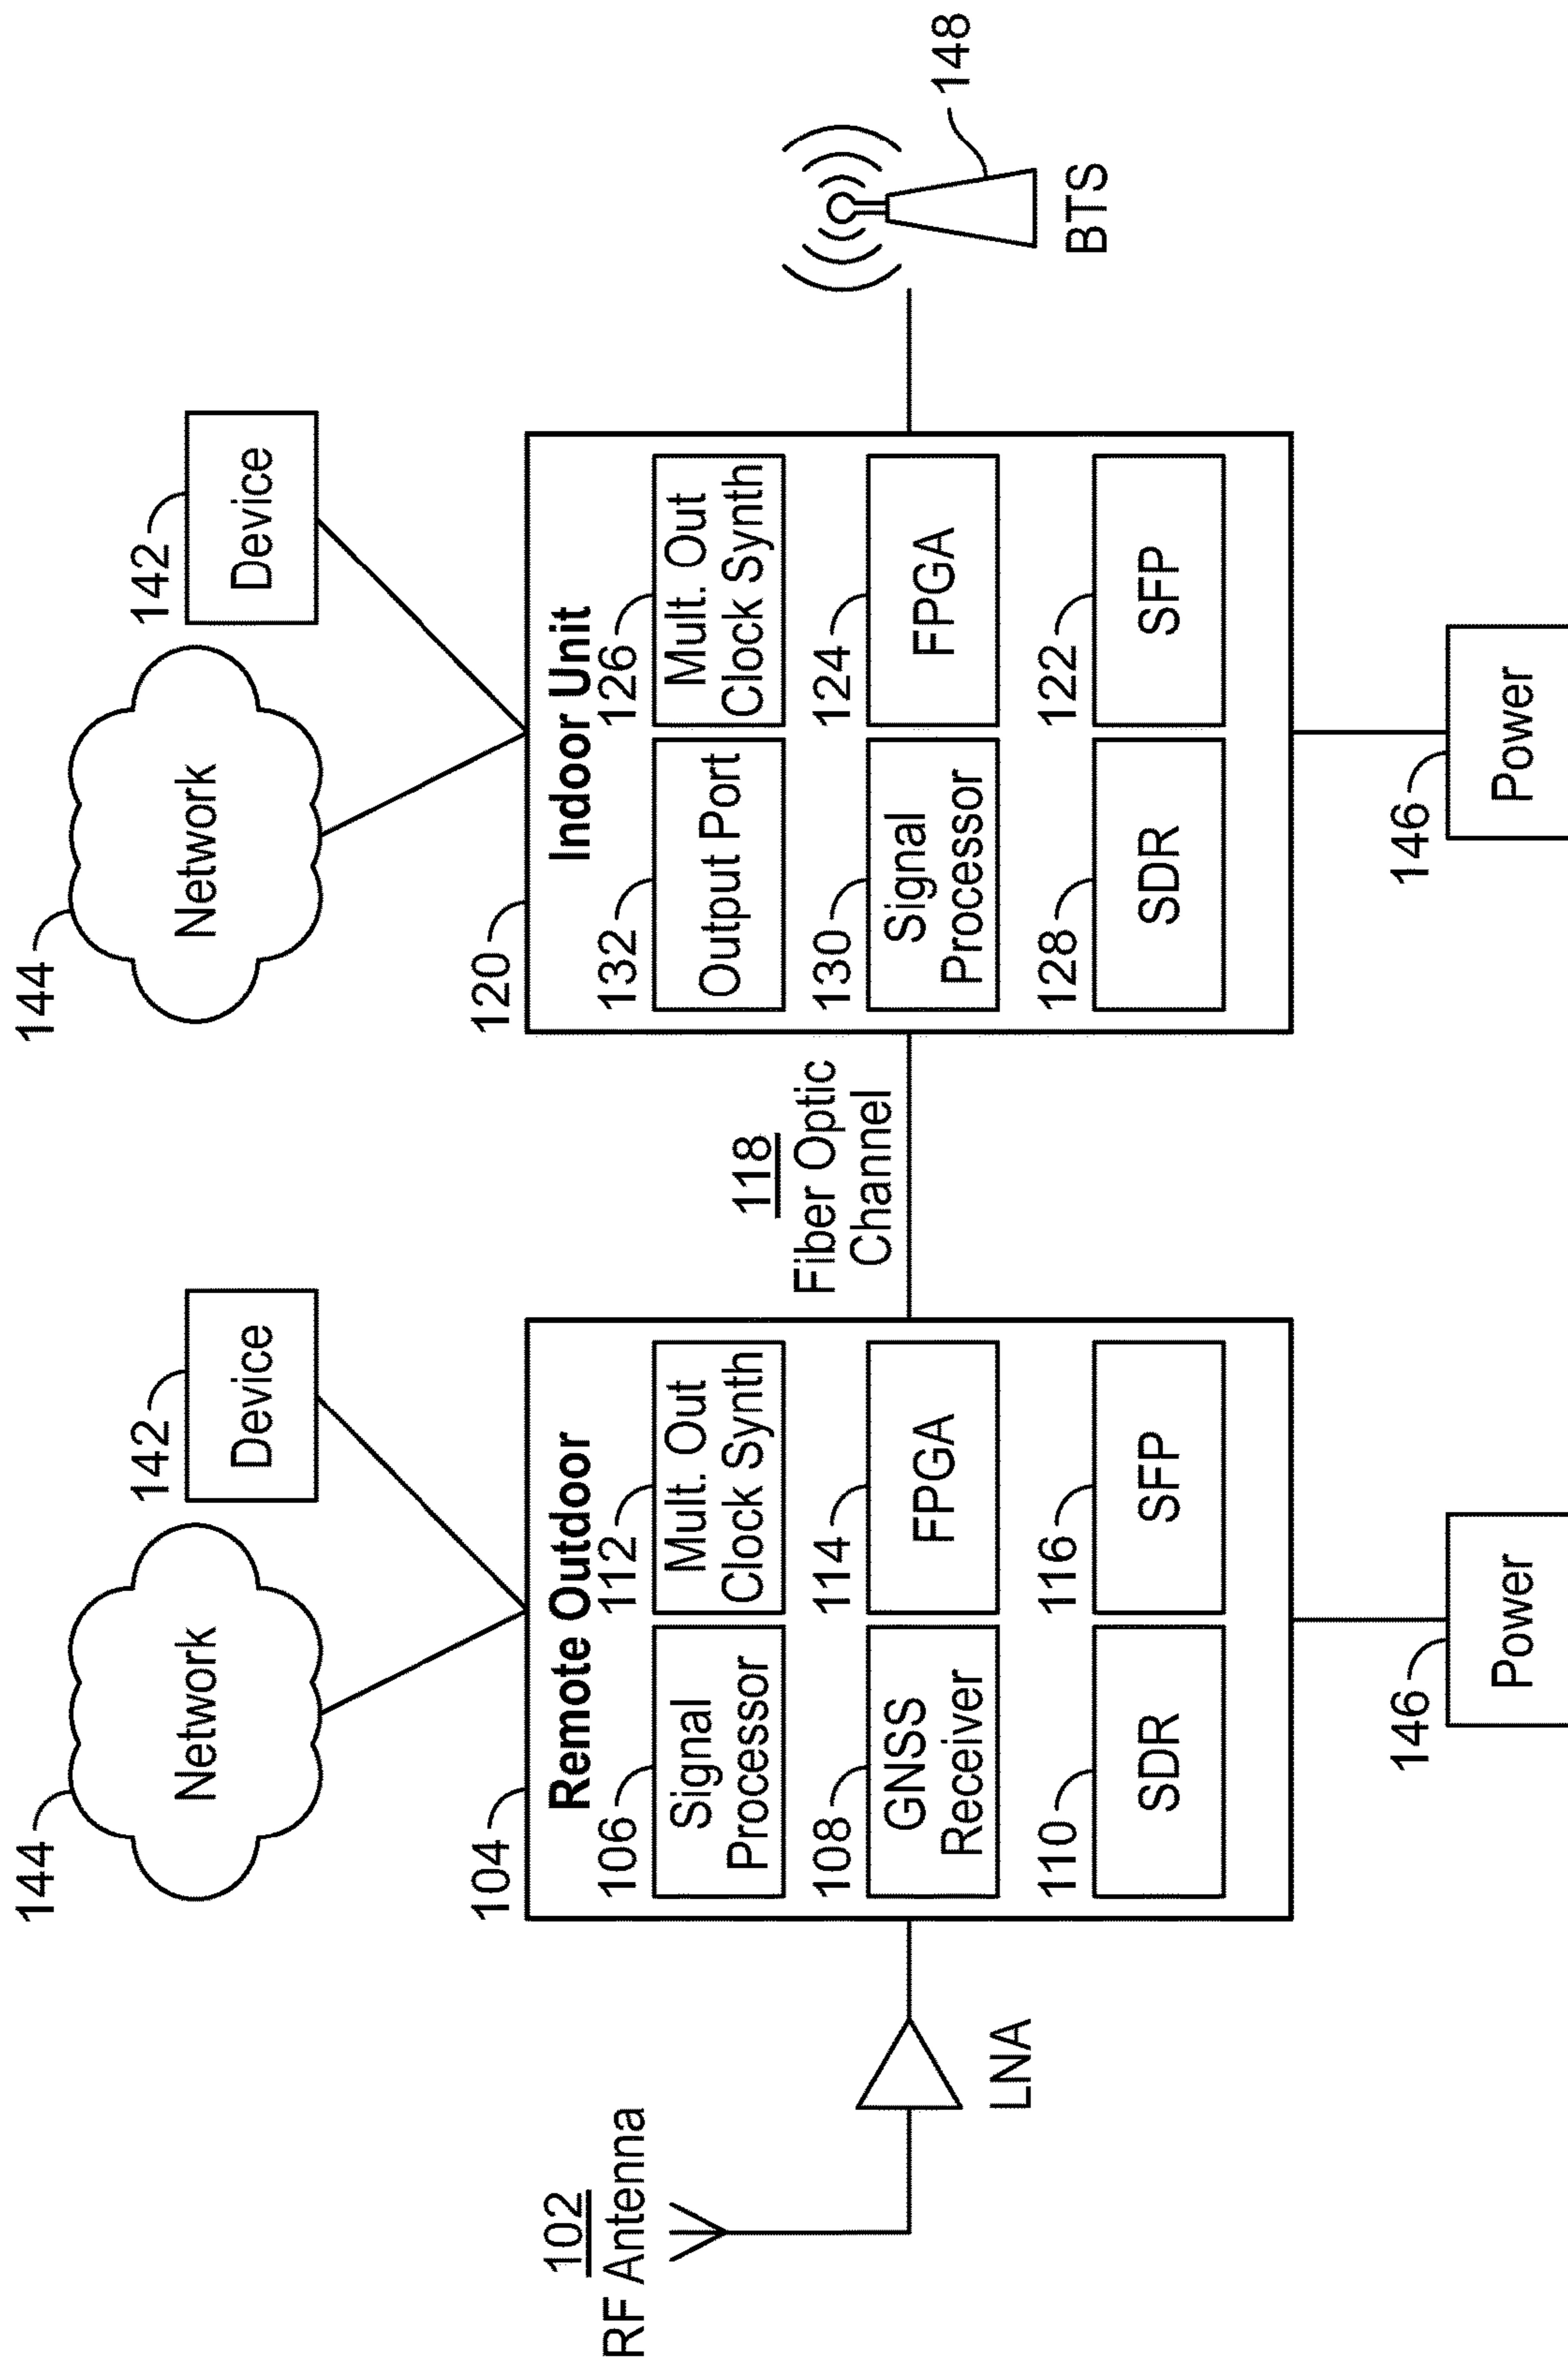 144
Network
142
Device
144
Network
142
Device
102
RF Antenna
LNA
104
Remote Outdoor
106
Signal
Processor
112
Mult. Out
Clock Synth
108
GNSS
Receiver
114
FPGA
110
SDR
116
SFP
146
Power
118
Fiber Optic
Channel
120
Indoor Unit
132
Output Port
126
Mult. Out
Clock Synth
130
Signal
Processor
124
FPGA
128
SDR
122
SFP
146
Power
148
BTS